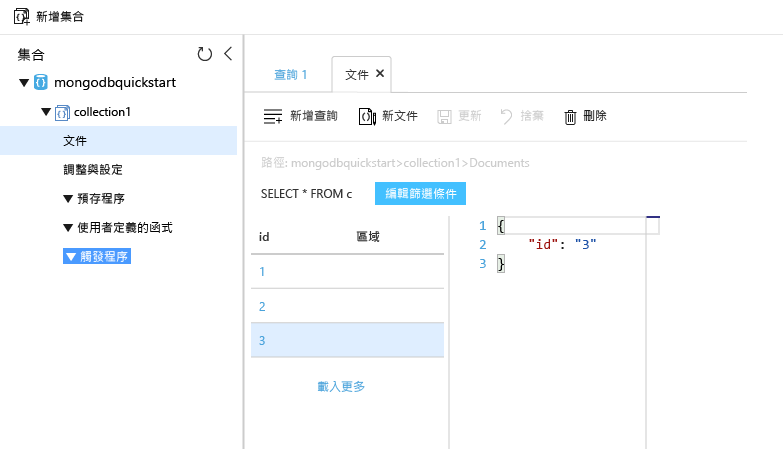 新增集合
集合
mongodbquickstart
collection1
文件
調整與設定
預存程序
使用者定義的函式
觸發程序
查詢 1
文件
新增查詢
新文件
更新
捨棄
刪除
路徑: mongodbquickstart>collection1>Documents
SELECT * FROM c
編輯篩選條件
id 區域
1
2
3
載入更多
1 {
2 "id": "3"
3 }